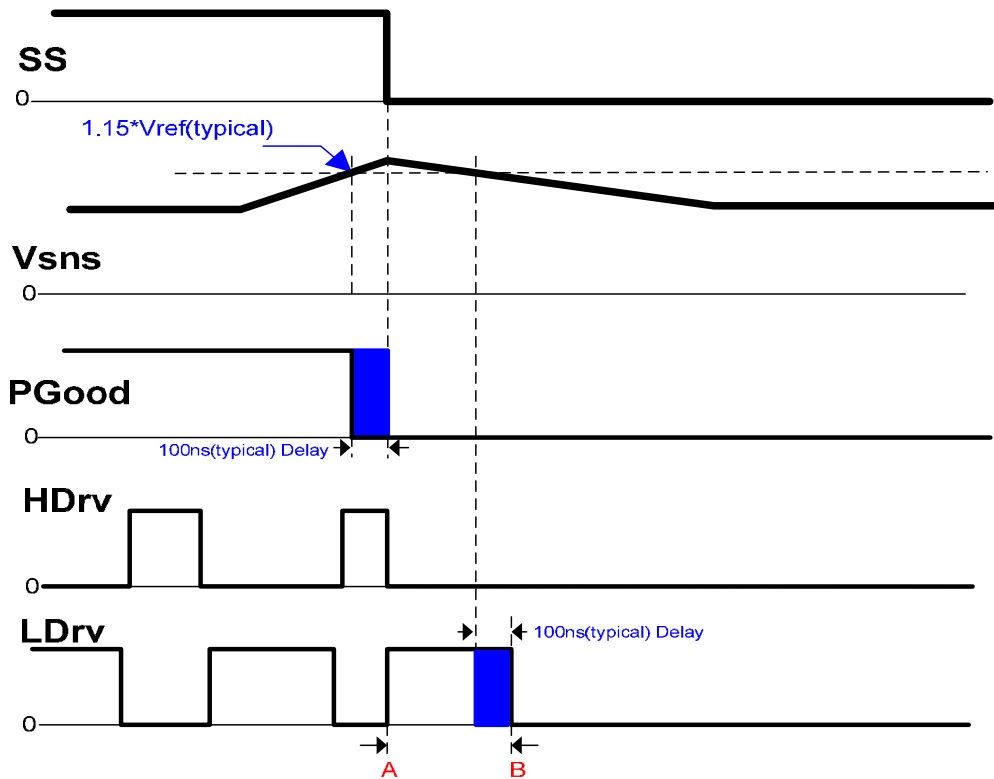 SS
0
1.15*Vref(typical)
Vsns
0
PGood
0
100ns(typical) Delay
HDrv
0
LDrv
100ns(typical) Delay
0
A
B